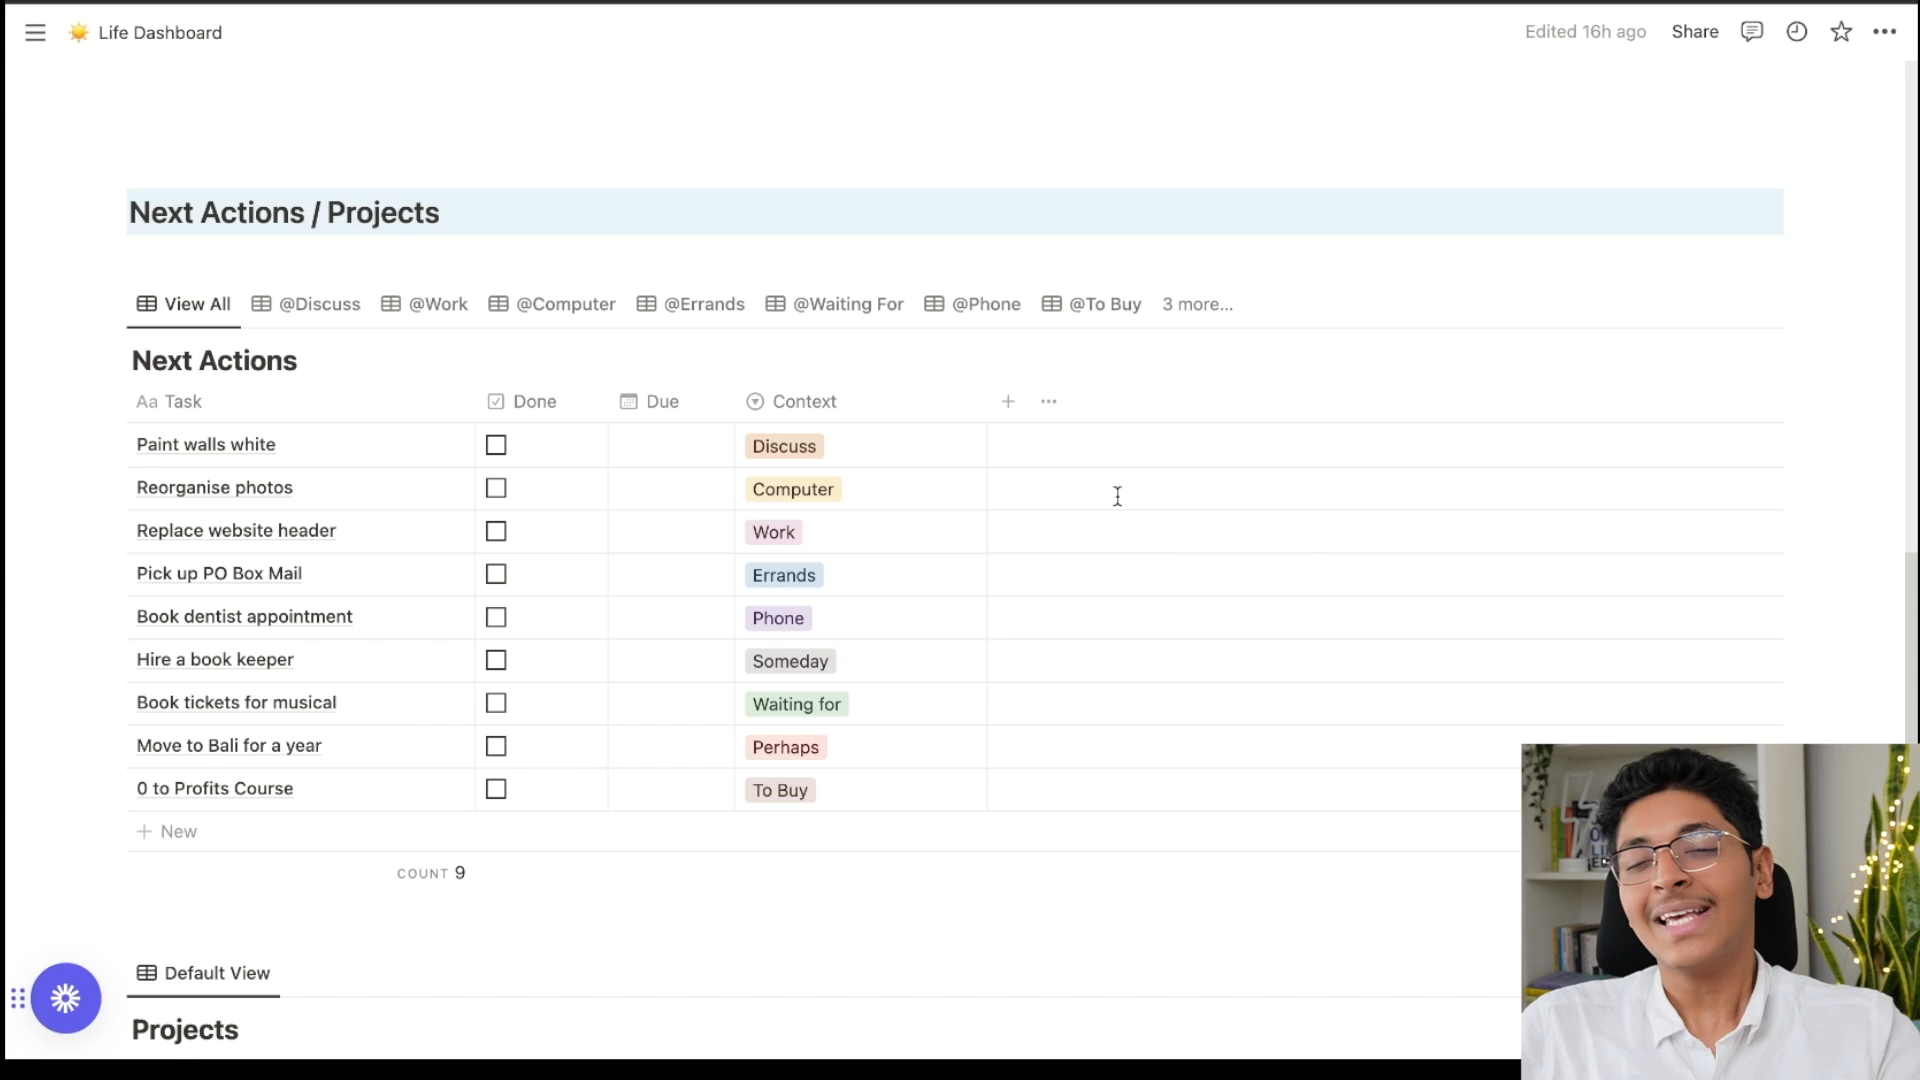 Life Dashboard
Edited 16h ago
Share
Next Actions / Projects
View All
@Discuss
@Work
@Computer
@Errands
@Waiting For
@Phone
@To Buy
3 more...
Next Actions
Aa Task
Done
Due
Context
Paint walls white
Discuss
Reorganise photos
Computer
Replace website header
Work
Pick up PO Box Mail
Errands
Book dentist appointment
Phone
Hire a book keeper
Someday
Book tickets for musical
Waiting for
Move to Bali for a year
Perhaps
0 to Profits Course
To Buy
+ New
COUNT 9
Default View
Projects